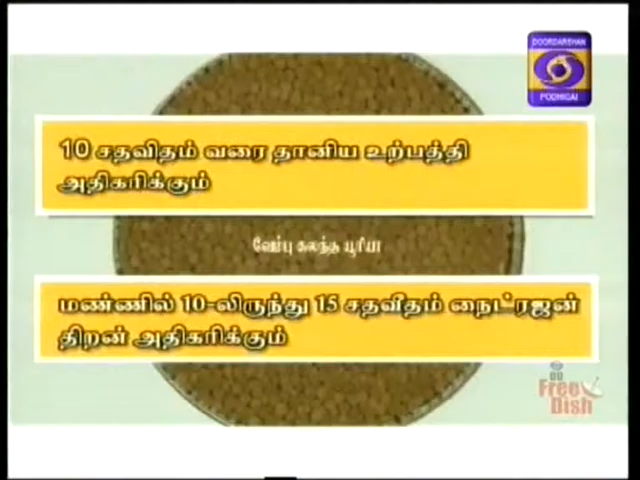 DOORDARSHAN
PODHIGAI
10 சதவிதம் வரை தானிய உற்பத்தி
அதிகரிக்கும்
வேம்பு கலந்த யூரியா
மண்ணில் 10-லிருந்து 15 சதவீதம் நைட்ரஜன்
திறன் அதிகரிக்கும்
DD
Free
Dish